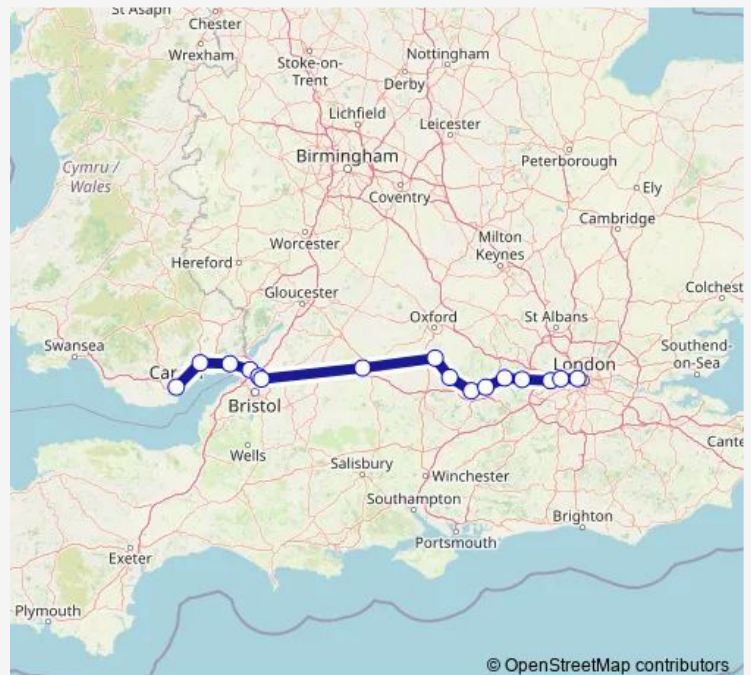 St Asaph
Chester
Wrexham
Stoke-on-
Trent
Nottingham
Derby
Lichfield
Leicester
Birmingham
Peterborough
Cymru /
Wales
Coventry
Ely
Cambridge
Worcester
Milton
Keynes
Hereford
Gloucester
Colchest
Oxford
St Albans
Swansea
Southend-
on-Sea
London
Bristol
Cante
Wells
Salisbury
Winchester
Southampton
Brighton
Portsmouth
Exeter
Plymouth
© OpenStreetMap contributors